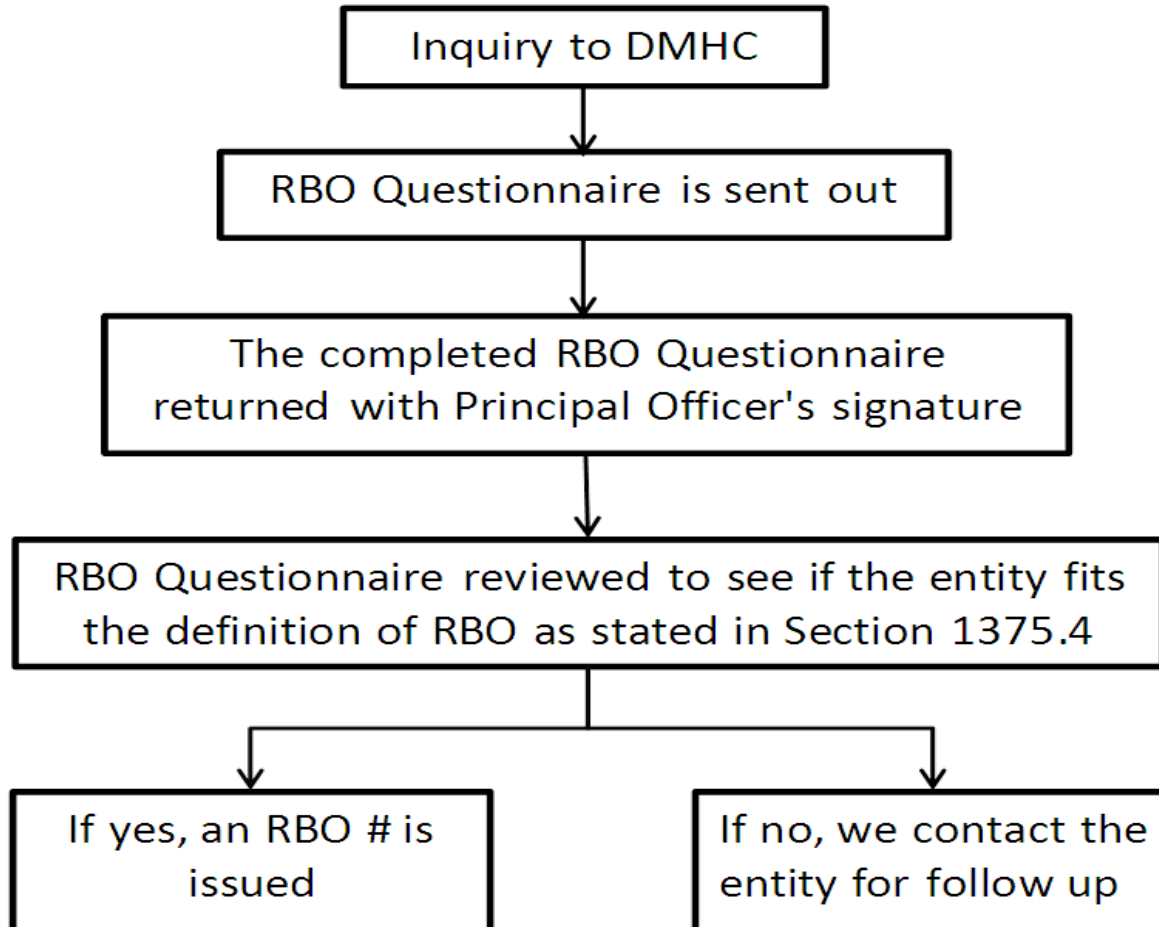 Inquiry to DMHC
RBO Questionnaire is sent out
The completed RBO Questionnaire
returned with Principal Officer's signature
RBO Questionnaire reviewed to see if the entity fits
the definition of RBO as stated in Section 1375.4
If yes, an RBO # is
issued
If no, we contact the
entity for follow up